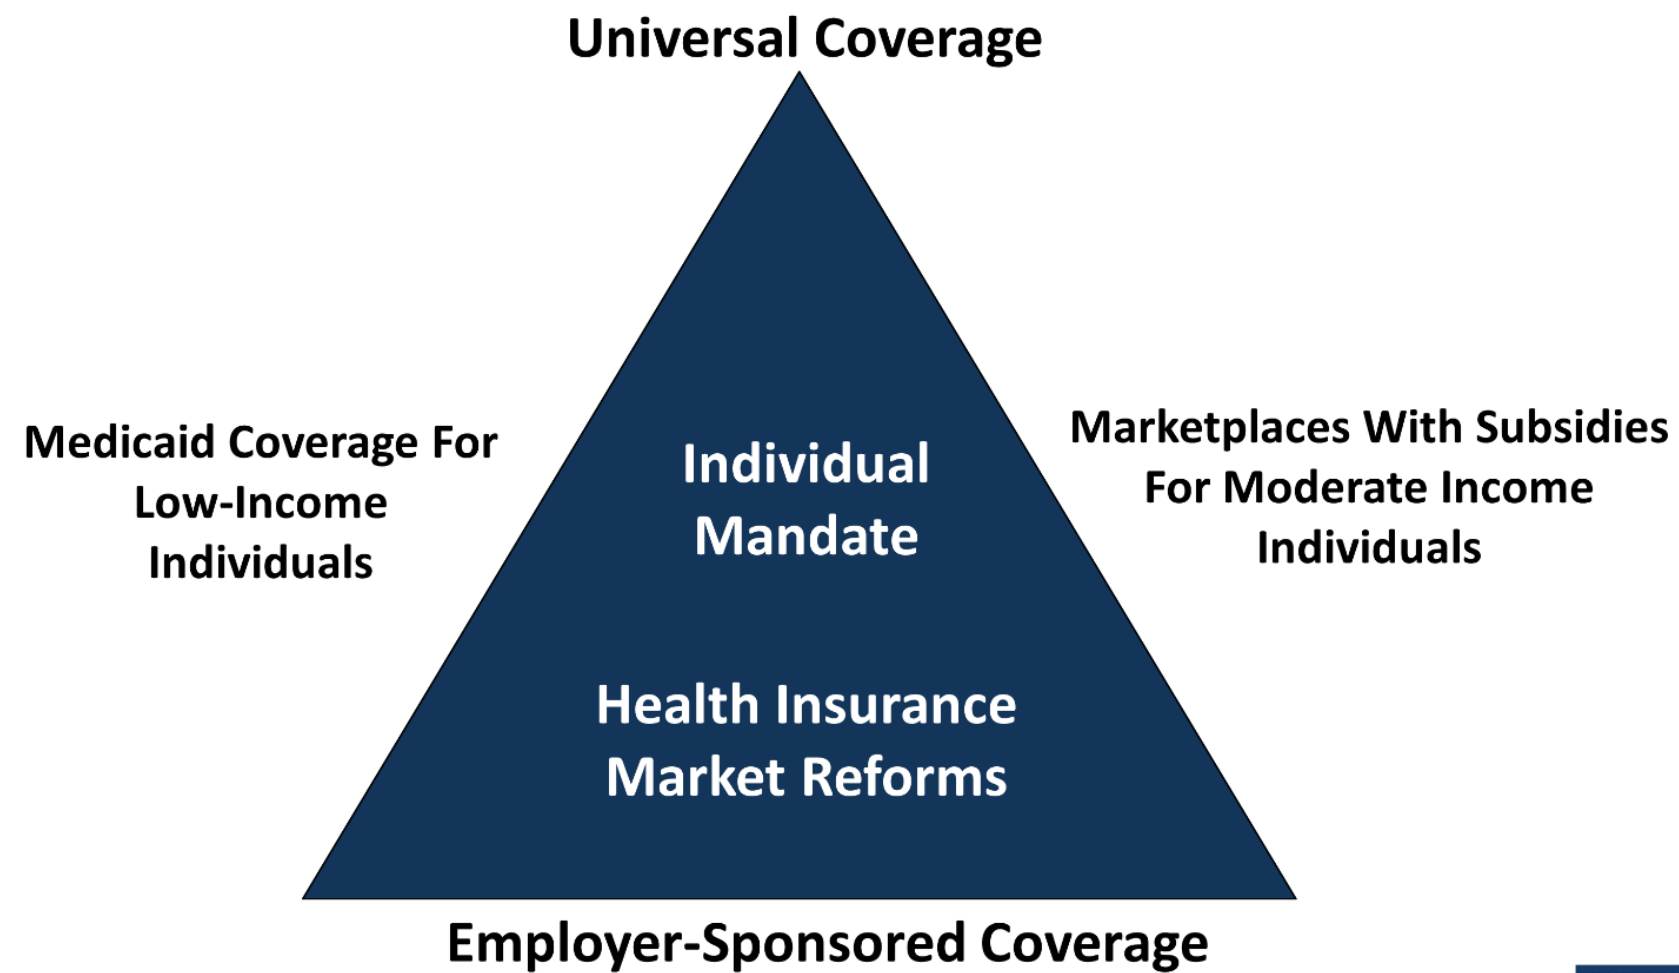 Universal Coverage
Medicaid Coverage For
Low-Income
Individuals
Individual
Mandate
Marketplaces With Subsidies
For Moderate Income
Individuals
Health Insurance
Market Reforms
Employer-Sponsored Coverage